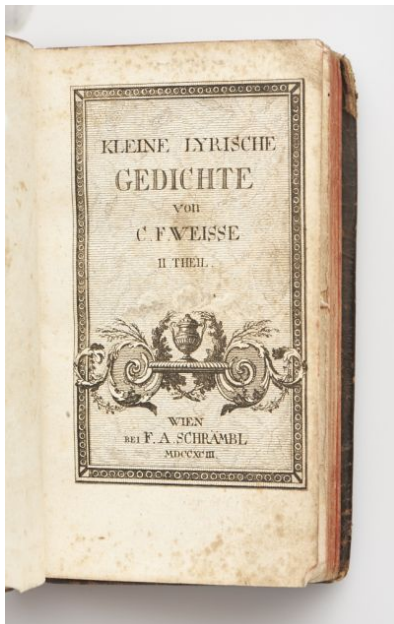 KLEINE LYRISCHE
GEDICHTE
von
C. F. WEISSE
II THEIL.
WIEN
BEI F. A. SCHRÄMBL
MDCCXCIII